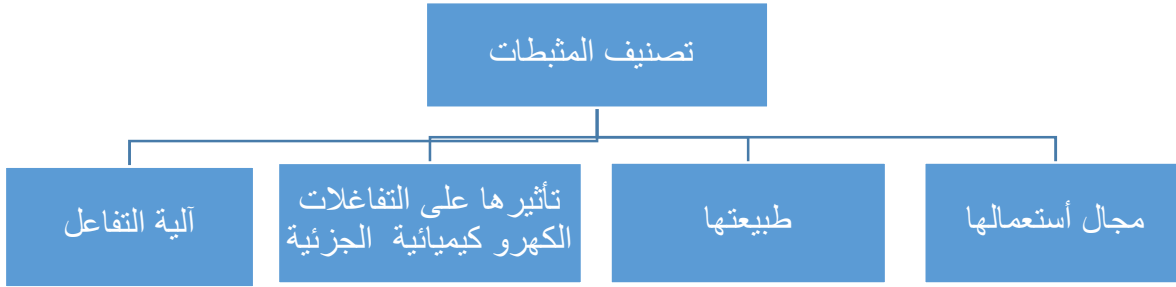 تصنيف المثبطات
مجال أستعمالها
طبيعتها
تأثيرها على التفاغلات
الكهرو كيميائية الجزئية
آلية التفاعل